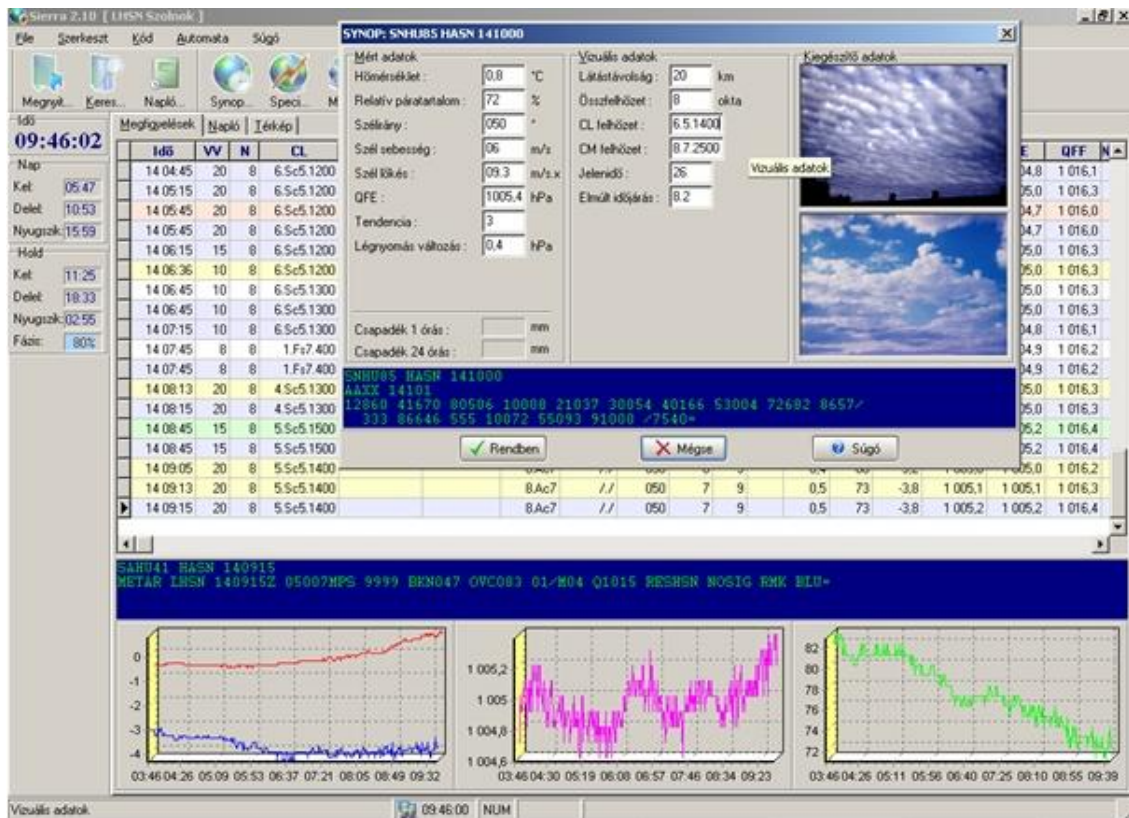 Sierra 2.10 [ LHSN Szolnok ]
File Szerkeszt Kód Automata Súgó
Megnyit... Keres... Napló... Synop... Speci...
Idő
09:46:02
Nap
Kel: 05:47
Delel: 10:53
Nyugszik: 15:59
Hold
Kel: 11:25
Delel: 18:33
Nyugszik: 02:55
Fázis: 80%
Megfigyelések Napló Térkép
Idő VV N CL E QFF N
14 04:45 20 8 6.Sc5.1200 04,8 1 016,1
14 05:15 20 8 6.Sc5.1200 1 016,3
14 05:45 20 8 6.Sc5.1200 04,7 1 016,0
14 05:45 20 8 6.Sc5.1200 04,7 1 016,0
14 06:15 15 8 6.Sc5.1200 05,0 1 016,3
14 06:36 10 8 6.Sc5.1200 05,0 1 016,3
14 06:45 10 8 6.Sc5.1300 05,0 1 016,3
14 06:45 10 8 6.Sc5.1300 05,0 1 016,3
14 07:15 10 8 6.Sc5.1300 04,8 1 016,1
14 07:45 8 8 1.Fs7.400 04,9 1 016,2
14 07:45 8 8 1.Fs7.400 04,9 1 016,2
14 08:13 20 8 4.Sc5.1300 05,0 1 016,3
14 08:15 20 8 4.Sc5.1300 05,0 1 016,3
14 08:45 15 8 5.Sc5.1500 05,2 1 016,4
14 08:45 15 8 5.Sc5.1500 05,2 1 016,4
14 09:05 20 8 5.Sc5.1400 8.Ac7 /./ 050 7 9 005,0 1 016,2
14 09:13 20 8 5.Sc5.1400 8.Ac7 /./ 050 7 9 0,5 73 -3,8 1 005,1 1 005,1 1 016,3
14 09:15 20 8 5.Sc5.1400 8.Ac7 /./ 050 7 9 0,5 73 -3,8 1 005,2 1 005,2 1 016,4
SYNOP: SNHU85 HASN 141000
Mért adatok
Hőmérséklet : 0,8 °C
Relatív páratartalom : 72 %
Szélirány : 050 °
Szél sebesség : 06 m/s
Szél lökés : 09.3 m/s.x
QFE : 1005,4 hPa
Tendencia : 3
Légnyomás változás : 0,4 hPa
Csapadék 1 órás : mm
Csapadék 24 órás : mm
Vizuális adatok
Látástávolság : 20 km
Összfelhőzet : 8 okta
CL felhőzet : 6.5.1400
CM felhőzet : 8.7.2500
Jelenidő : 26
Elmúlt időjárás : 8.2
Vizuális adatok
Kiegészítő adatok
SNHU85 HASN 141000
AAXX 14101
12860 41670 80506 10008 21037 30054 40166 53004 72682 8657/
333 86646 555 10072 55093 91000 /7540=
Rendben Mégse Súgó
SAHU41 HASN 140915
METAR LHSN 140915Z 05007MPS 9999 BKN047 OVC083 01/M04 Q1015 RESHSN NOSIG RMK BLU=
0
-1
-2
-3
-4
03:46 04:26 05:09 05:53 06:37 07:21 08:05 08:49 09:32
1 005,2
1 005
1 004,8
1 004,6
03:46 04:30 05:19 06:08 06:57 07:46 08:34 09:23
82
80
78
76
74
72
03:46 04:26 05:11 05:56 06:40 07:25 08:10 08:55 09:39
Vizuális adatok 09:46:00 NUM